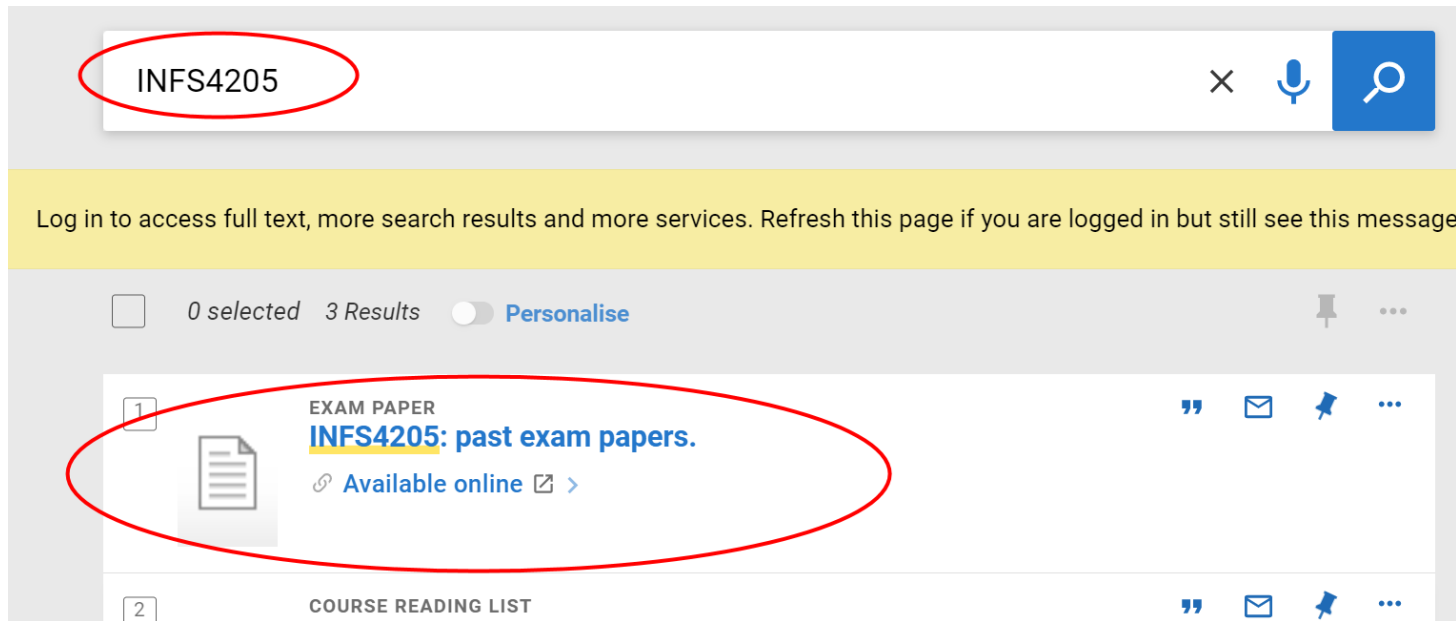 INFS4205
Log in to access full text, more search results and more services. Refresh this page if you are logged in but still see this message
0 selected 3 Results Personalise
1
EXAM PAPER
INFS4205: past exam papers.
Available online
2
COURSE READING LIST